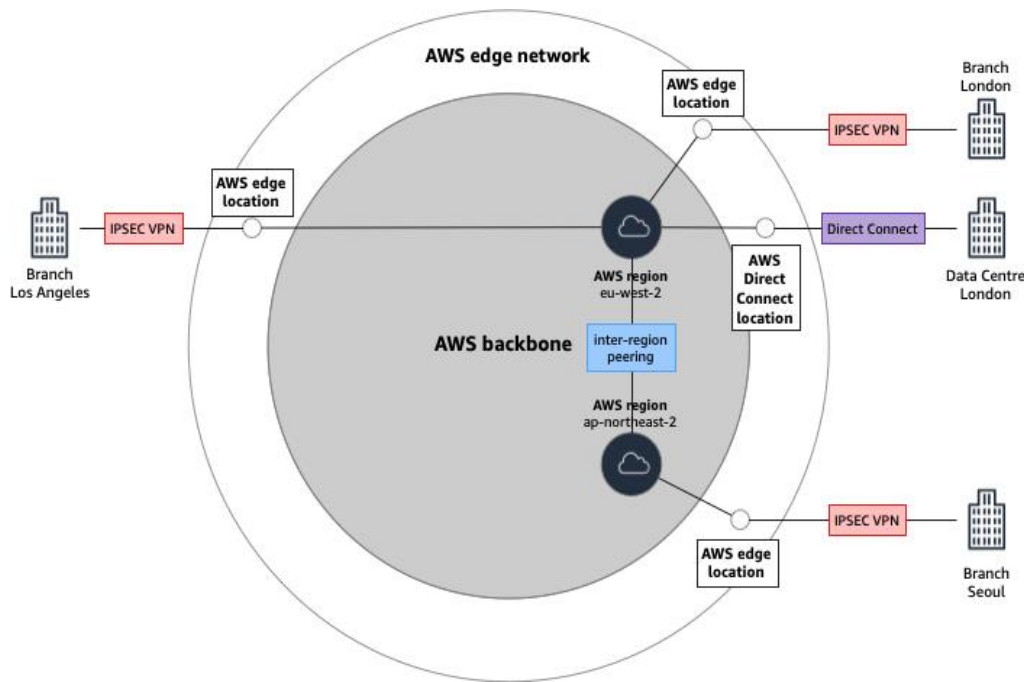 AWS edge network
AWS edge
location
Branch
London
IPSEC VPN
AWS edge
location
IPSEC VPN
Branch
Los Angeles
Direct Connect
AWS
Direct
Connect
location
Data Centre
London
AWS region
eu-west-2
AWS backbone
inter-region
peering
AWS region
ap-northeast-2
IPSEC VPN
AWS edge
location
Branch
Seoul